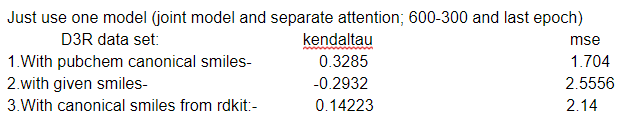 Just use one model (joint model and separate attention; 600-300 and last epoch)
D3R data set: kendaltau mse
1.With pubchem canonical smiles- 0.3285 1.704
2.with given smiles- -0.2932 2.5556
3.With canonical smiles from rdkit:- 0.14223 2.14